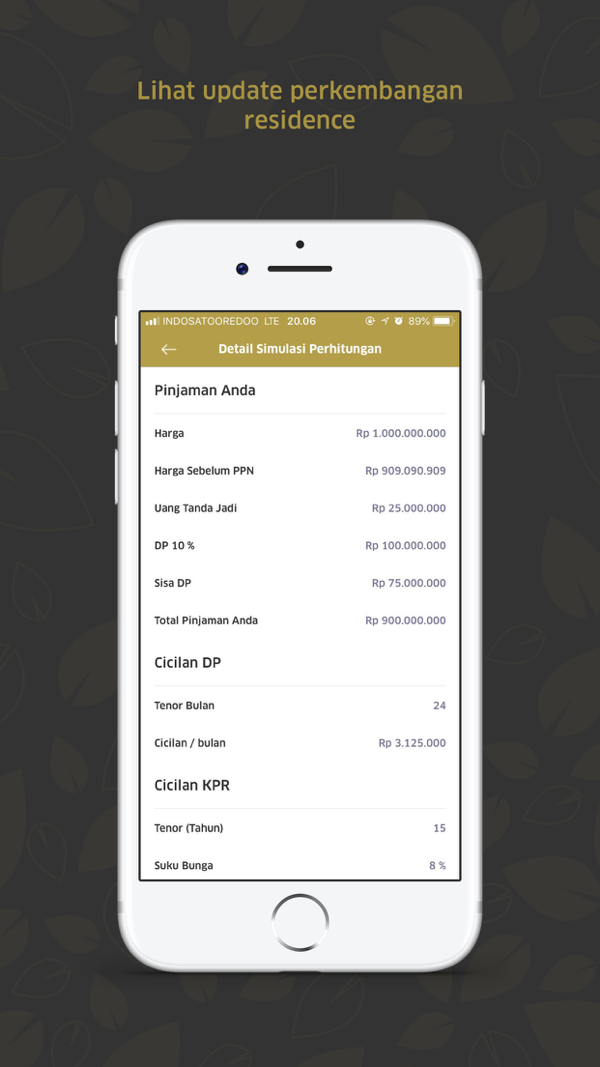 Lihat update perkembangan
residence
INDOSATOOREDOO LTE 20.06 89%
Detail Simulasi Perhitungan
Pinjaman Anda
Harga Rp 1.000.000.000
Harga Sebelum PPN Rp 909.090.909
Uang Tanda Jadi Rp 25.000.000
DP 10 % Rp 100.000.000
Sisa DP Rp 75.000.000
Total Pinjaman Anda Rp 900.000.000
Cicilan DP
Tenor Bulan 24
Cicilan / bulan Rp 3.125.000
Cicilan KPR
Tenor (Tahun) 15
Suku Bunga 8 %